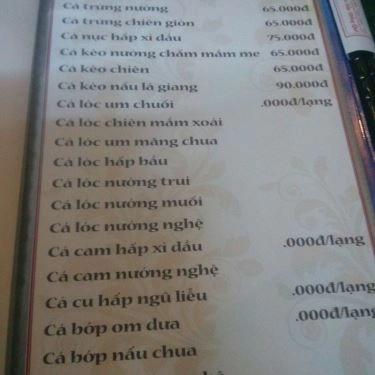 Cá trứng nướng 65.000đ
Cá trứng chiên giòn 65.000đ
Cá nục hấp xì dầu 75.000đ
Cá kèo nướng chấm mắm me 65.000đ
Cá kèo chiên 65.000đ
Cá kèo nấu lá giang 90.000đ
Cá lóc um chuối .000đ/lạng
Cá lóc chiên mắm xoài
Cá lóc um măng chua
Cá lóc hấp bầu
Cá lóc nướng trui
Cá lóc nướng muối
Cá lóc nướng nghệ
Cá cam hấp xì dầu .000đ/lạng
Cá cam nướng nghệ
Cá cu hấp ngũ liễu .000đ/lạng
Cá bớp om dưa .000đ/lạng
Cá bớp nấu chua